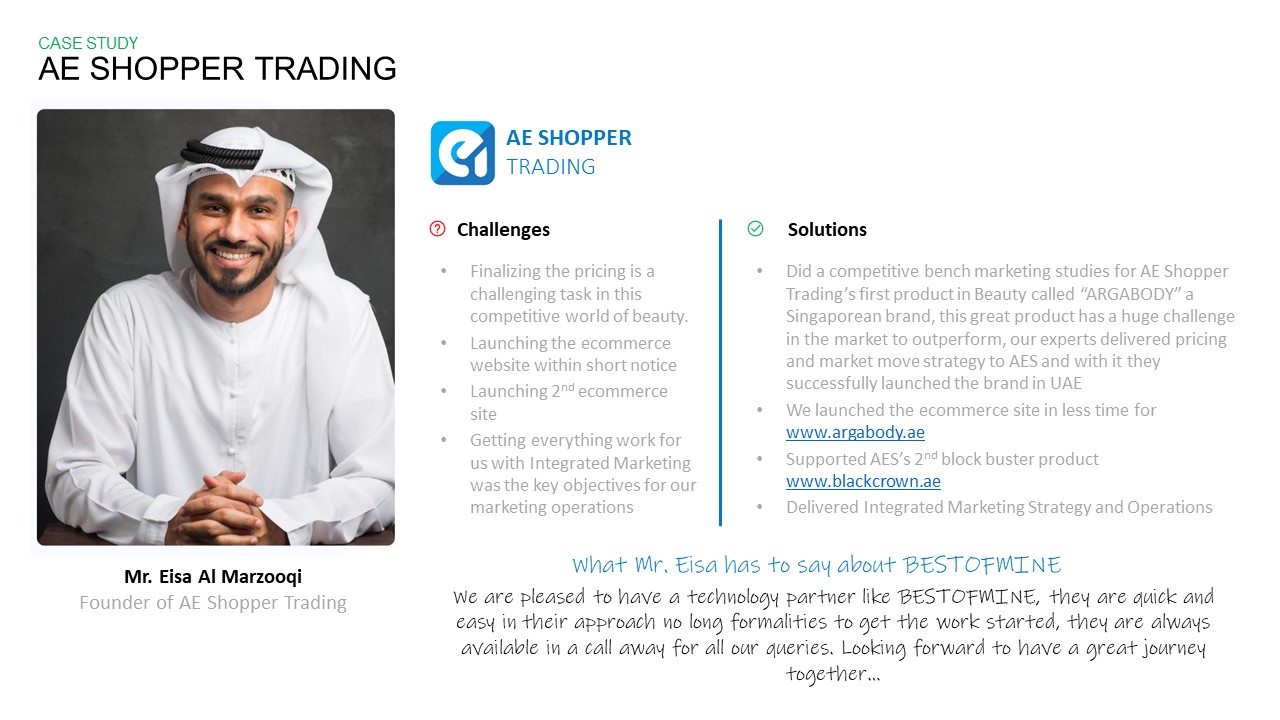 CASE STUDY
AE SHOPPER TRADING
AE SHOPPER
TRADING
Challenges
• Finalizing the pricing is a
challenging task in this
competitive world of beauty.
• Launching the ecommerce
website within short notice
• Launching 2nd ecommerce
site
• Getting everything work for
us with Integrated Marketing
was the key objectives for our
marketing operations
Solutions
• Did a competitive bench marketing studies for AE Shopper
Trading’s first product in Beauty called “ARGABODY” a
Singaporean brand, this great product has a huge challenge
in the market to outperform, our experts delivered pricing
and market move strategy to AES and with it they
successfully launched the brand in UAE
• We launched the ecommerce site in less time for
www.argabody.ae
• Supported AES’s 2nd block buster product
www.blackcrown.ae
• Delivered Integrated Marketing Strategy and Operations
Mr. Eisa Al Marzooqi
Founder of AE Shopper Trading
What Mr. Eisa has to say about BESTOFMINE
We are pleased to have a technology partner like BESTOFMINE, they are quick and
easy in their approach no long formalities to get the work started, they are always
available in a call away for all our queries. Looking forward to have a great journey
together...